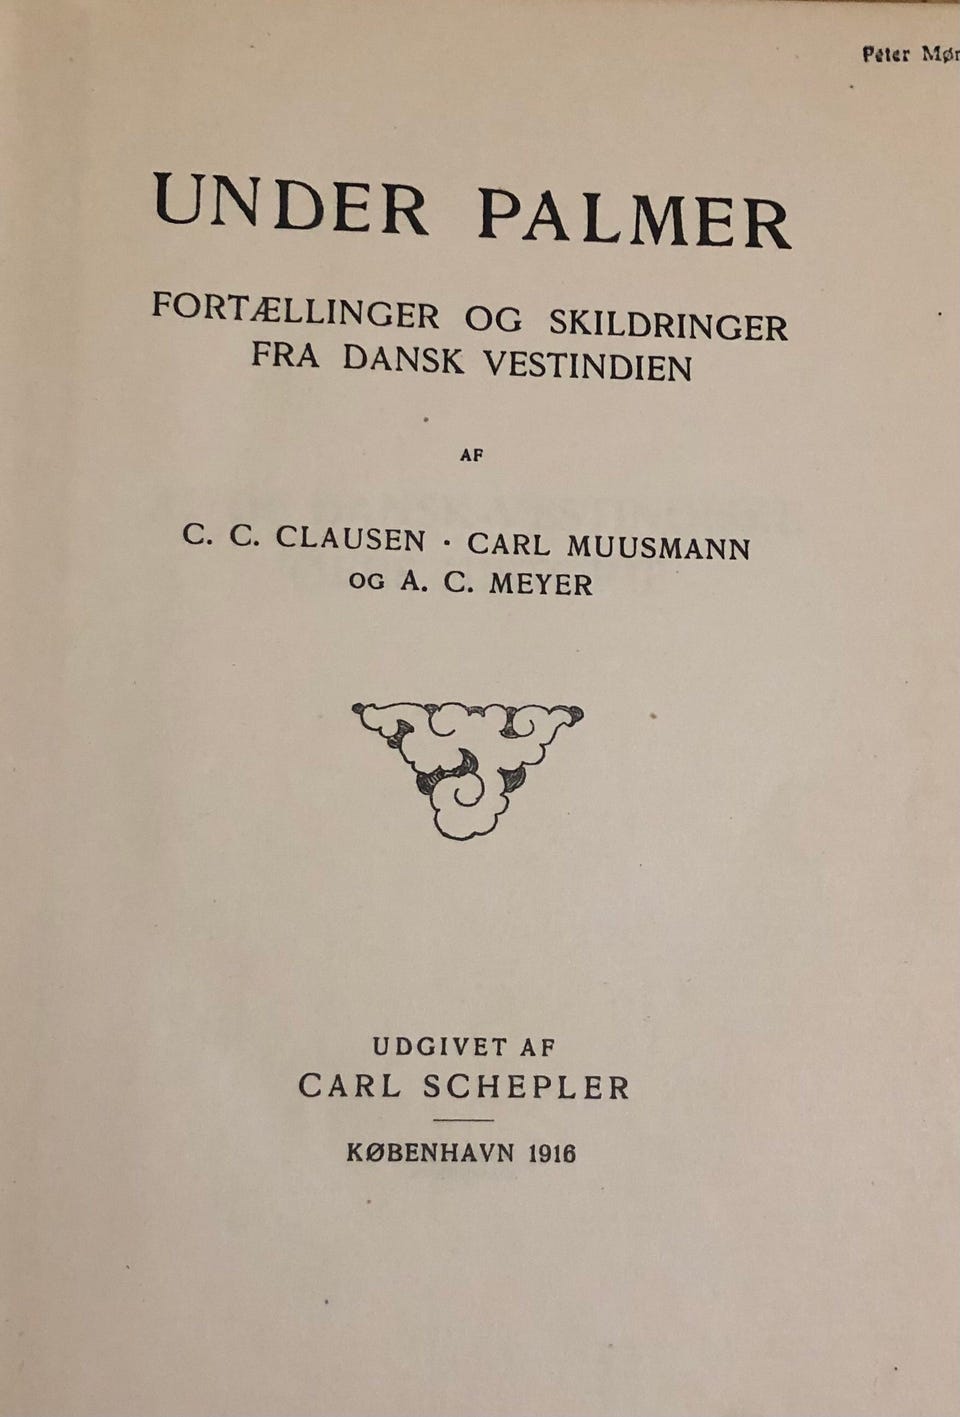 Peter
UNDER PALMER
FORTÆLLINGER OG SKILDRINGER
FRA DANSK VESTINDIEN
AF
C. C. CLAUSEN · CARL MUUSMANN
OG A. C. MEYER
UDGIVET AF
CARL SCHEPLER
KØBENHAVN 1916